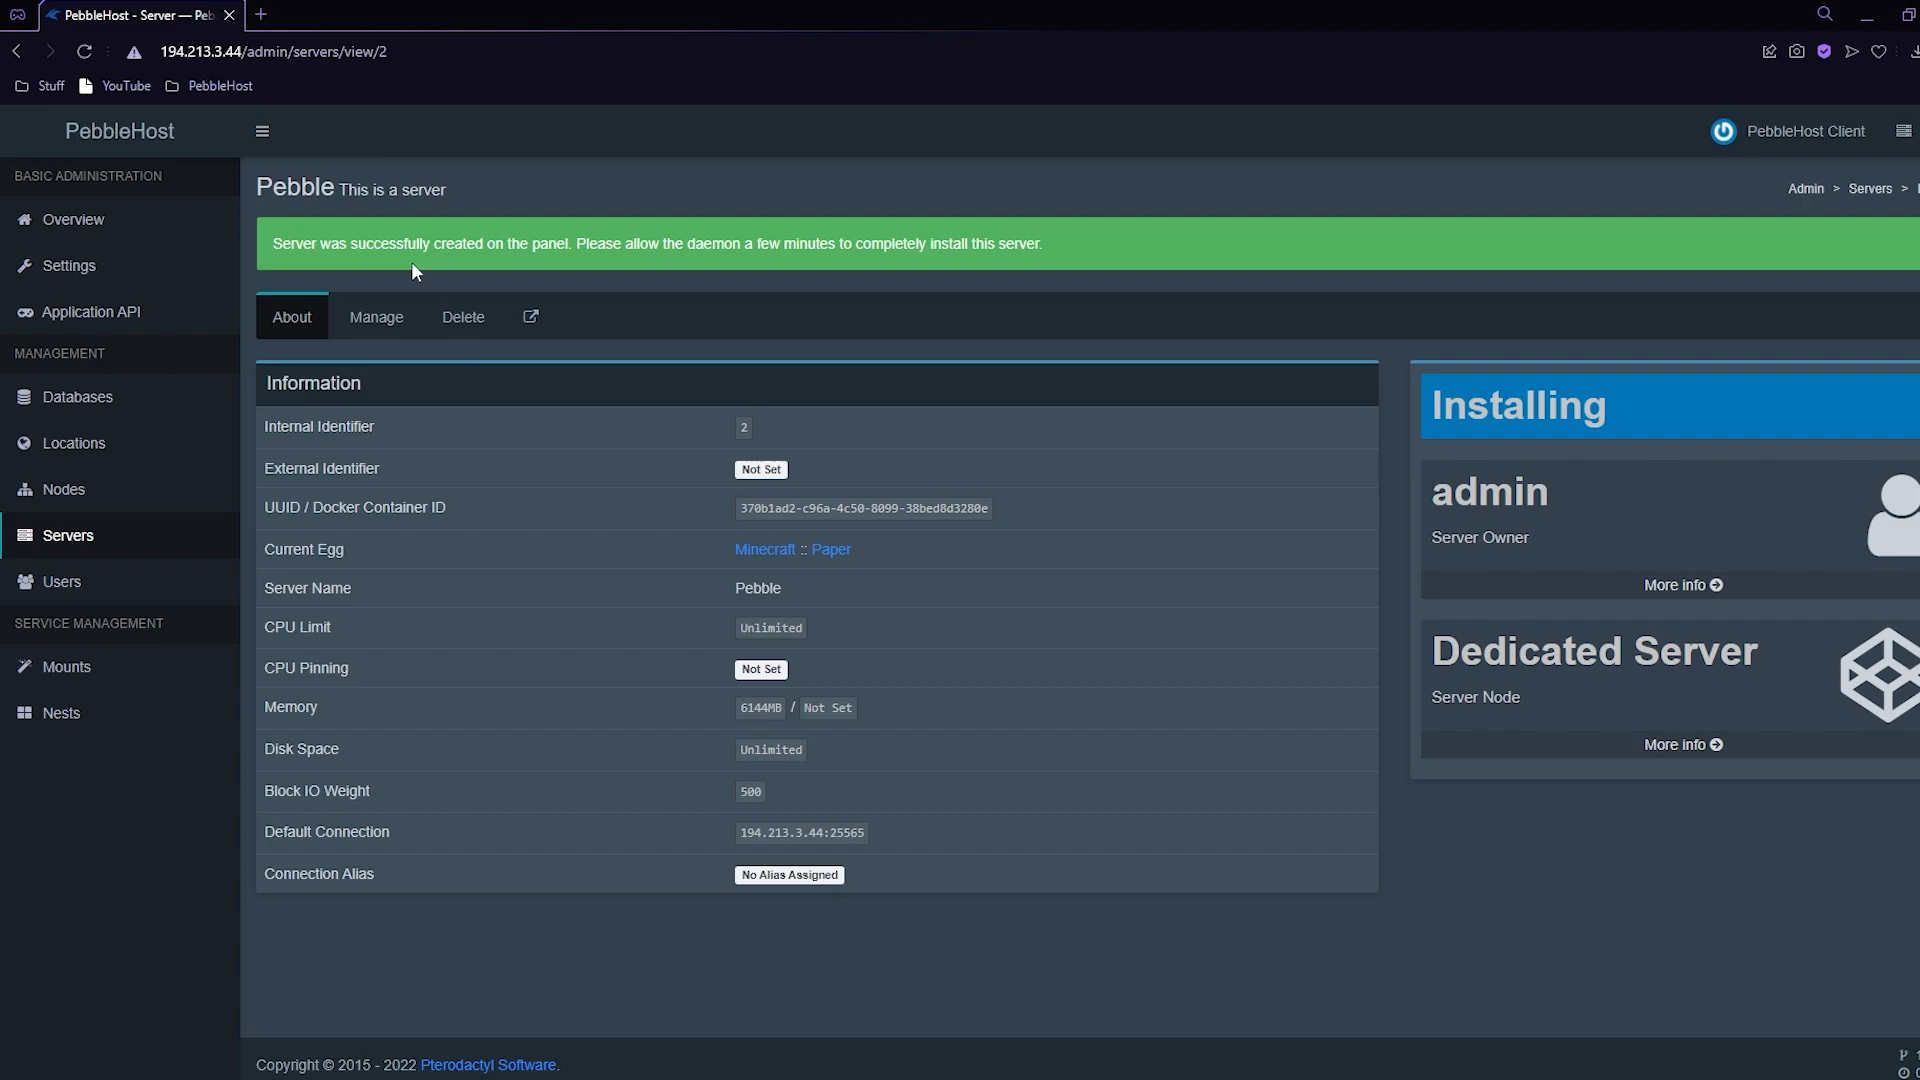 PebbleHost - Server — Peb
194.213.3.44/admin/servers/view/2
Stuff
YouTube
PebbleHost
PebbleHost
PebbleHost Client
BASIC ADMINISTRATION
Overview
Settings
Application API
MANAGEMENT
Databases
Locations
Nodes
Servers
Users
SERVICE MANAGEMENT
Mounts
Nests
Pebble This is a server
Admin > Servers >
Server was successfully created on the panel. Please allow the daemon a few minutes to completely install this server.
About
Manage
Delete
Information
Internal Identifier 2
External Identifier Not Set
UUID / Docker Container ID 370b1ad2-c96a-4c50-8099-38bed8d3280e
Current Egg Minecraft :: Paper
Server Name Pebble
CPU Limit Unlimited
CPU Pinning Not Set
Memory 6144MB / Not Set
Disk Space Unlimited
Block IO Weight 500
Default Connection 194.213.3.44:25565
Connection Alias No Alias Assigned
Installing
admin
Server Owner
More info
Dedicated Server
Server Node
More info
Copyright © 2015 - 2022 Pterodactyl Software.